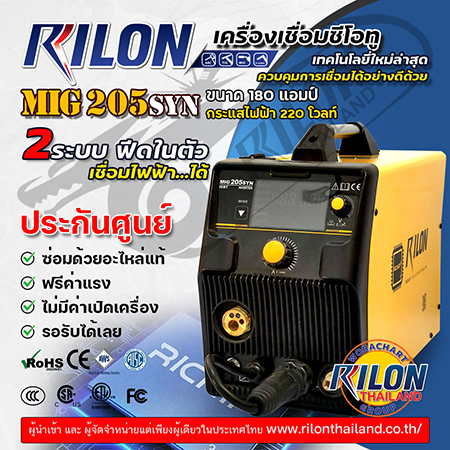 RILON
เครื่องเชื่อมซีโอทู
เทคโนโลยีใหม่ล่าสุด
ควบคุมการเชื่อมได้อย่างดีด้วย
MIG 205SYN
ขนาด 180 แอมป์
กระแสไฟฟ้า 220 โวลท์
2 ระบบ ฟีดในตัว
เชื่อมไฟฟ้า...ได้
ประกันศูนย์
ซ่อมด้วยอะไหล่แท้
ฟรีค่าแรง
ไม่มีค่าเปิดเครื่อง
รอรับได้เลย
MIG 205SYN
IGBT INVERTER
MODE
RILON
RoHS
CE
CCC
ABS
WORACHART
RILON
THAILAND
GROUP
ผู้นำเข้า และ ผู้จัดจำหน่ายแต่เพียงผู้เดียวในประเทศไทย www.rilonthailand.co.th/